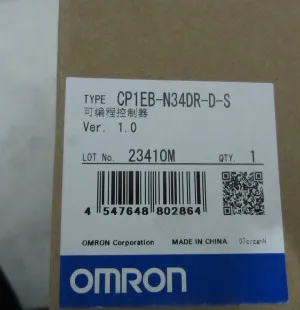 TYPE CP1EB-N34DR-D-S
可编程控制器
Ver. 1.0
LOT No. 23410M QTY. 1
4 547648 802864
OMRON Corporation MADE IN CHINA
OMRON